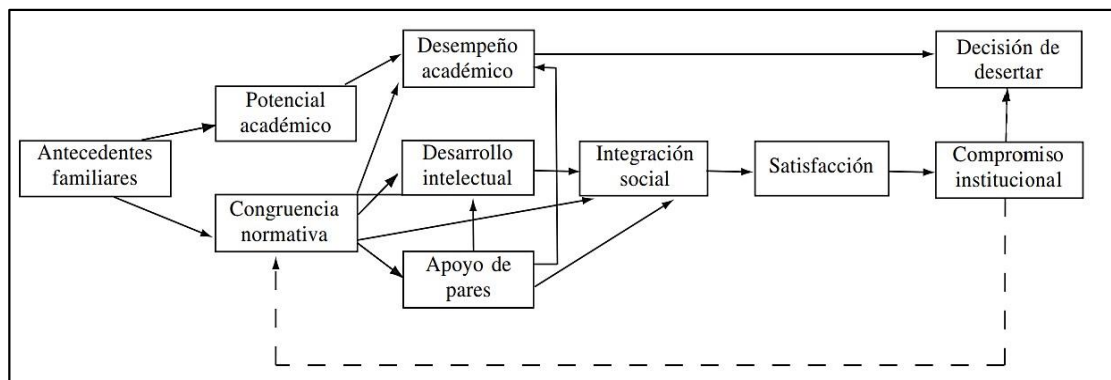 Desempeño
académico
Decisión de
desertar
Potencial
académico
Antecedentes
familiares
Desarrollo
intelectual
Integración
social
Satisfacción
Compromiso
institucional
Congruencia
normativa
Apoyo de
pares